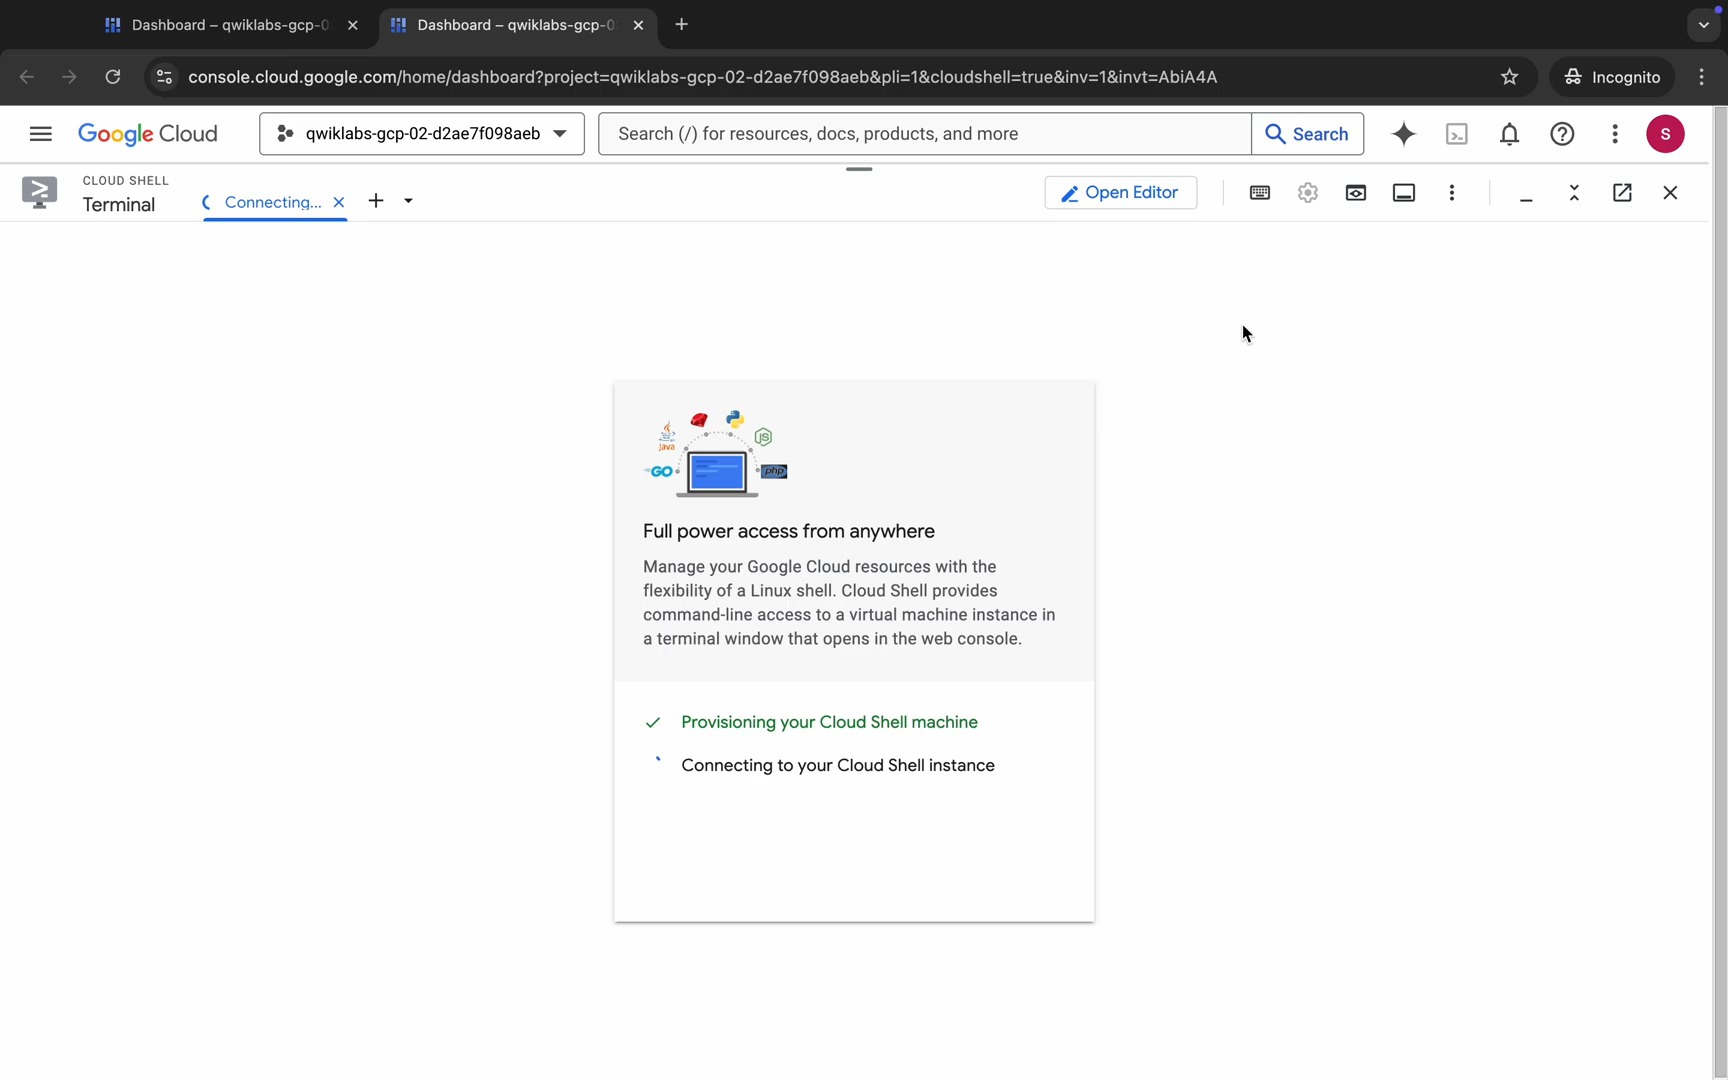 Dashboard – qwiklabs-gcp-0
Dashboard – qwiklabs-gcp-0
console.cloud.google.com/home/dashboard?project=qwiklabs-gcp-02-d2ae7f098aeb&pli=1&cloudshell=true&inv=1&invt=AbiA4A
Incognito
Google Cloud
qwiklabs-gcp-02-d2ae7f098aeb
Search (/) for resources, docs, products, and more
Search
S
CLOUD SHELL
Terminal
Connecting...
Open Editor
Java
JS
GO
php
Full power access from anywhere
Manage your Google Cloud resources with the
flexibility of a Linux shell. Cloud Shell provides
command-line access to a virtual machine instance in
a terminal window that opens in the web console.
Provisioning your Cloud Shell machine
Connecting to your Cloud Shell instance